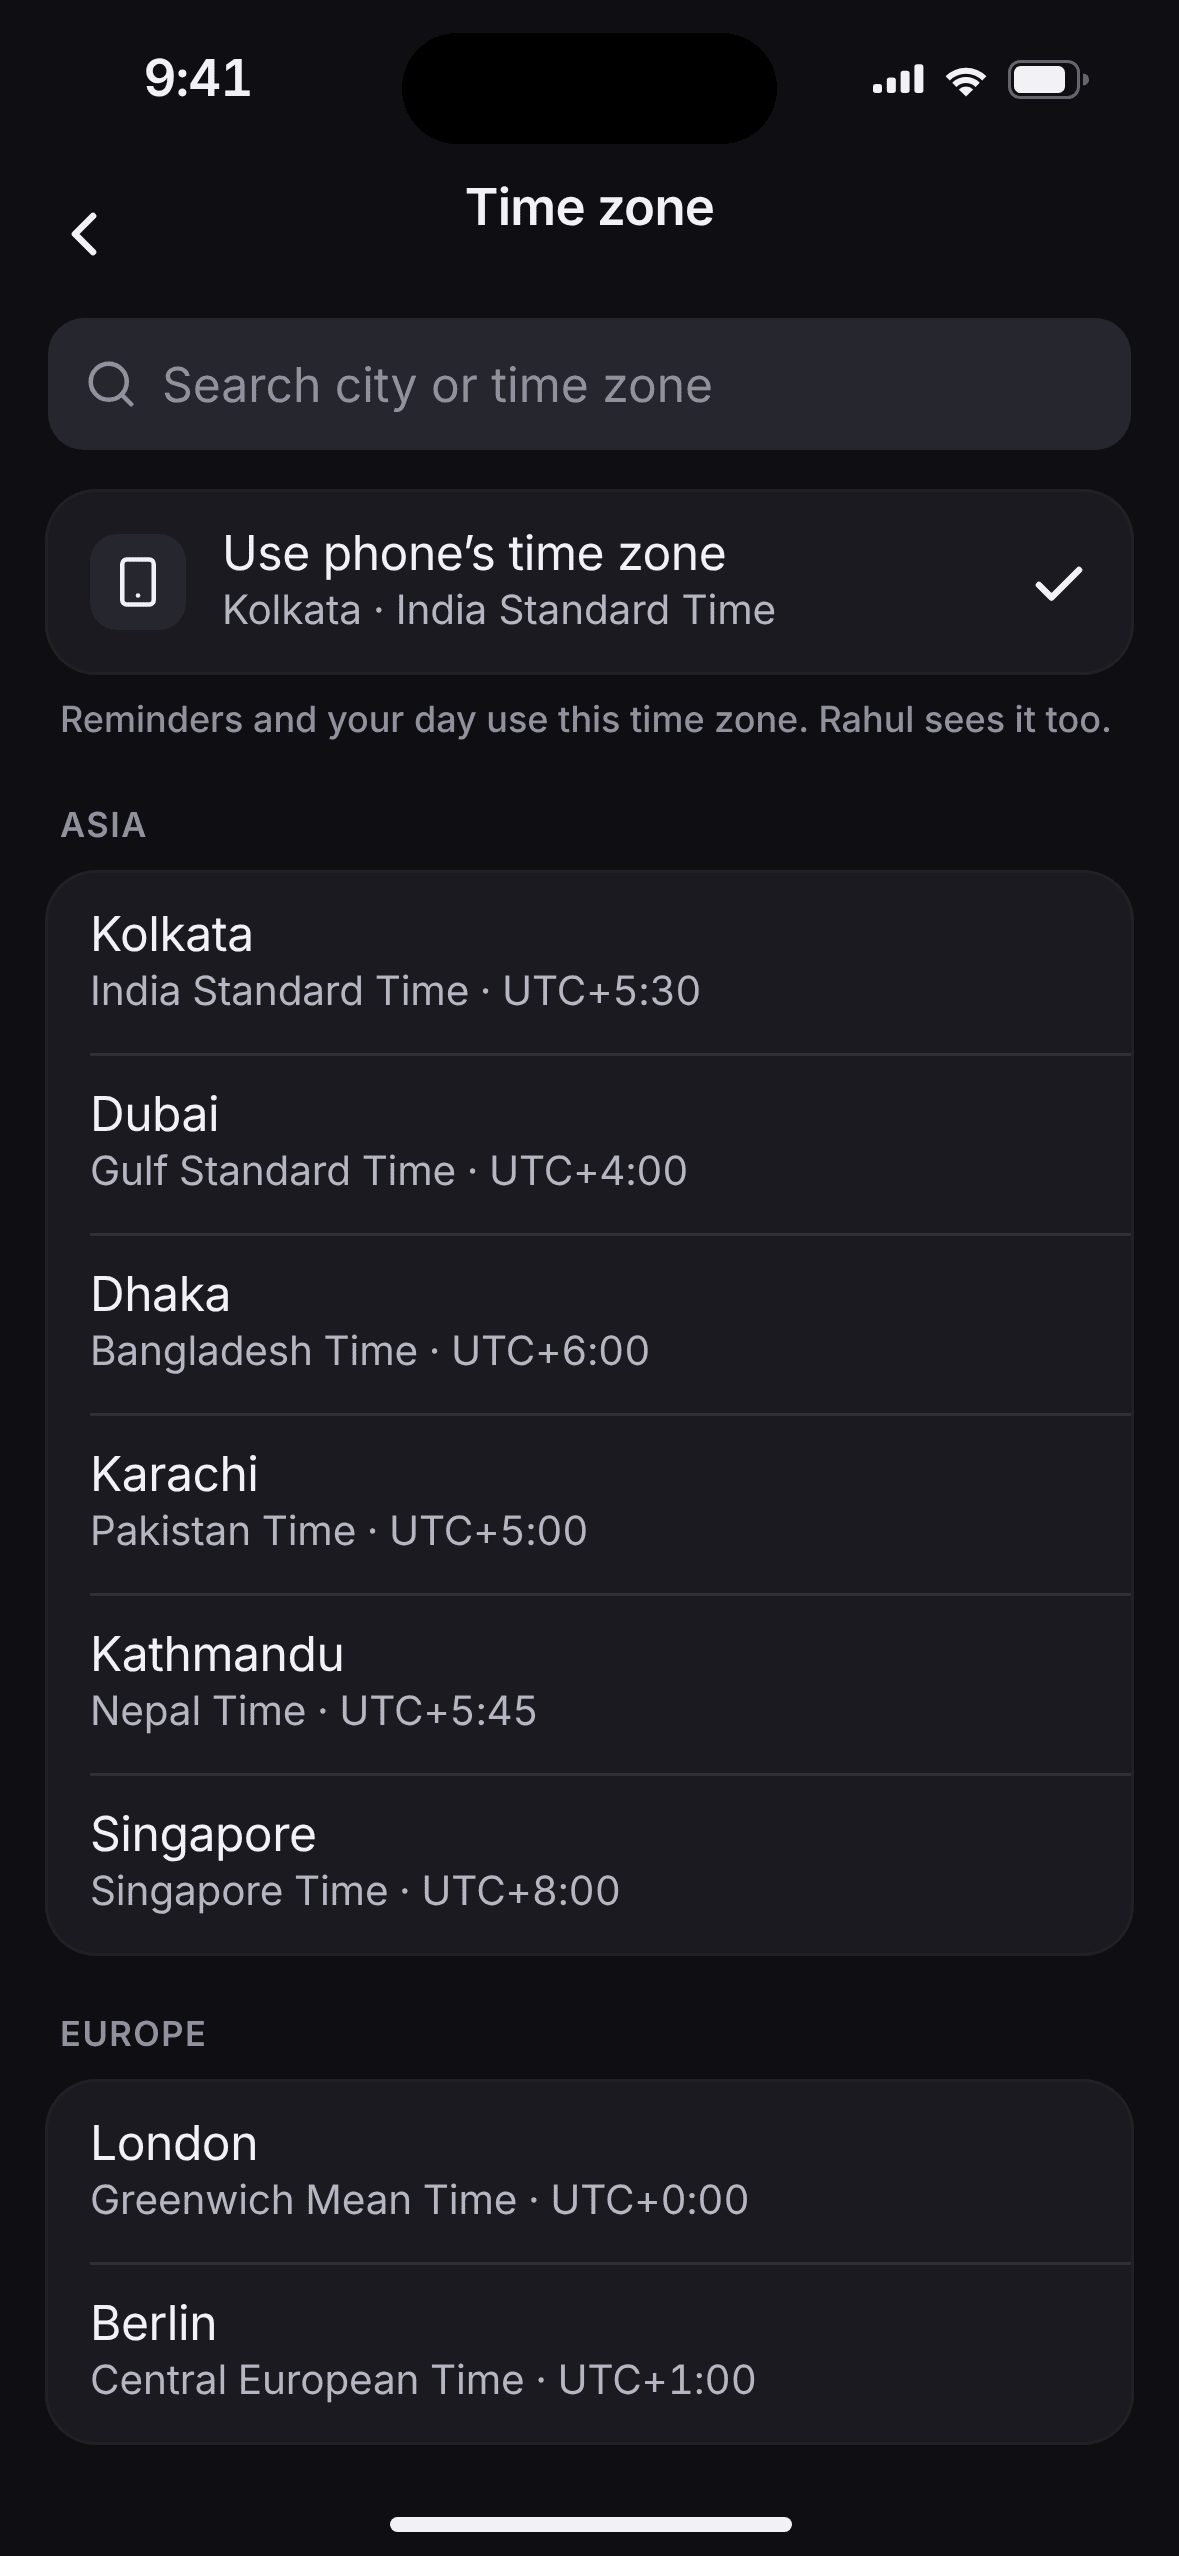 9:41
Time zone
Search city or time zone
Use phone’s time zone
Kolkata · India Standard Time
Reminders and your day use this time zone. Rahul sees it too.
ASIA
Kolkata
India Standard Time · UTC+5:30
Dubai
Gulf Standard Time · UTC+4:00
Dhaka
Bangladesh Time · UTC+6:00
Karachi
Pakistan Time · UTC+5:00
Kathmandu
Nepal Time · UTC+5:45
Singapore
Singapore Time · UTC+8:00
EUROPE
London
Greenwich Mean Time · UTC+0:00
Berlin
Central European Time · UTC+1:00